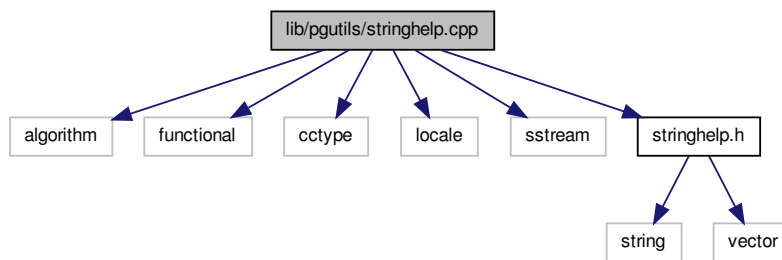 lib/pgutils/stringhelp.cpp
algorithm
functional
cctype
locale
sstream
stringhelp.h
string
vector